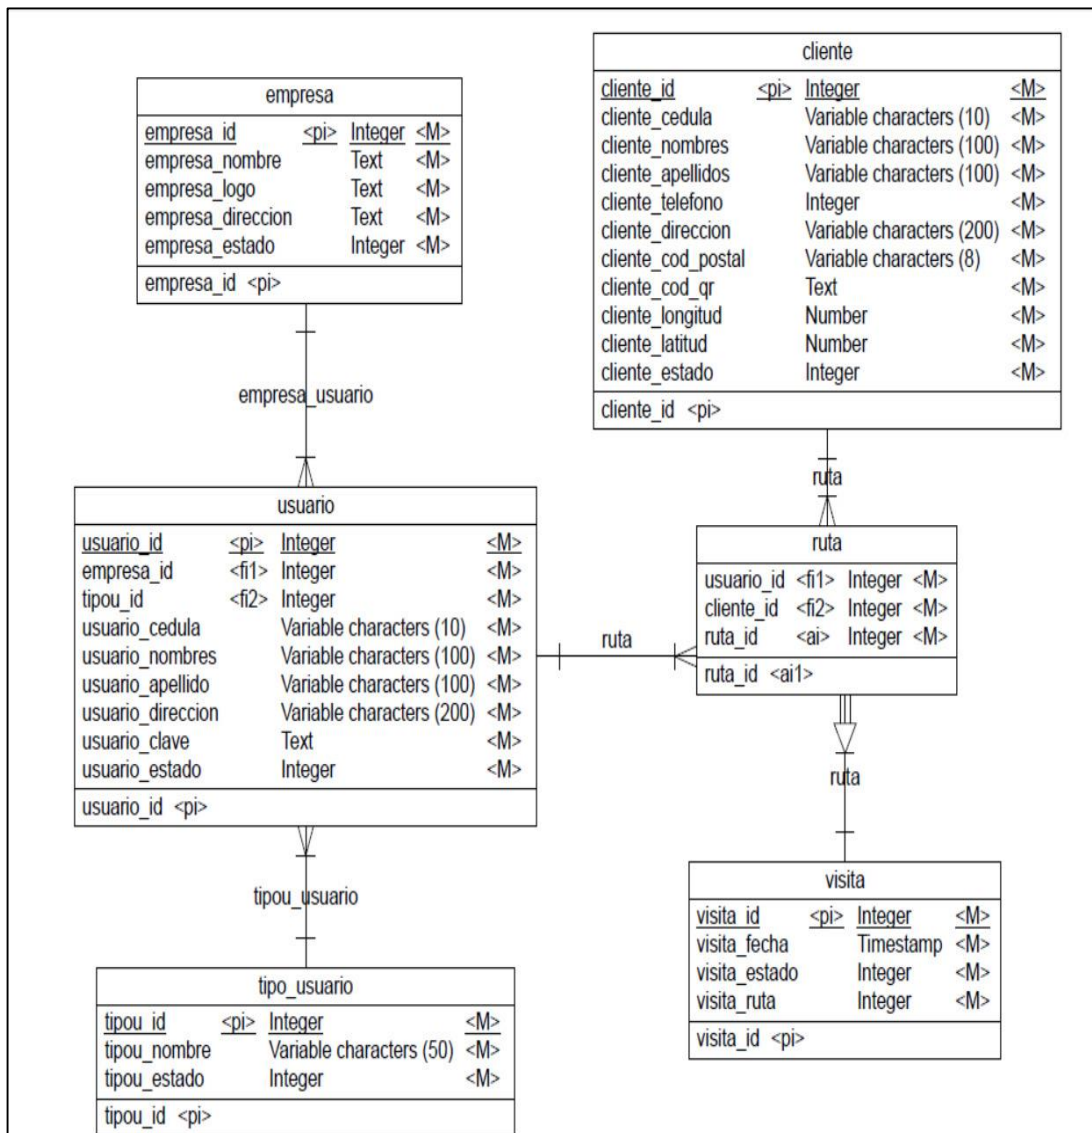 empresa
empresa_id <pi> Integer <M>
empresa_nombre Text <M>
empresa_logo Text <M>
empresa_direccion Text <M>
empresa_estado Integer <M>
empresa_id <pi>
empresa_usuario
cliente
cliente_id <pi> Integer <M>
cliente_cedula Variable characters (10) <M>
cliente_nombres Variable characters (100) <M>
cliente_apellidos Variable characters (100) <M>
cliente_telefono Integer <M>
cliente_direccion Variable characters (200) <M>
cliente_cod_postal Variable characters (8) <M>
cliente_cod_qr Text <M>
cliente_longitud Number <M>
cliente_latitud Number <M>
cliente_estado Integer <M>
cliente_id <pi>
ruta
usuario
usuario_id <pi> Integer <M>
empresa_id <fi1> Integer <M>
tipou_id <fi2> Integer <M>
usuario_cedula Variable characters (10) <M>
usuario_nombres Variable characters (100) <M>
usuario_apellido Variable characters (100) <M>
usuario_direccion Variable characters (200) <M>
usuario_clave Text <M>
usuario_estado Integer <M>
usuario_id <pi>
ruta
ruta
usuario_id <fi1> Integer <M>
cliente_id <fi2> Integer <M>
ruta_id <ai> Integer <M>
ruta_id <ai1>
ruta
tipou_usuario
tipo_usuario
tipou_id <pi> Integer <M>
tipou_nombre Variable characters (50) <M>
tipou_estado Integer <M>
tipou_id <pi>
visita
visita_id <pi> Integer <M>
visita_fecha Timestamp <M>
visita_estado Integer <M>
visita_ruta Integer <M>
visita_id <pi>